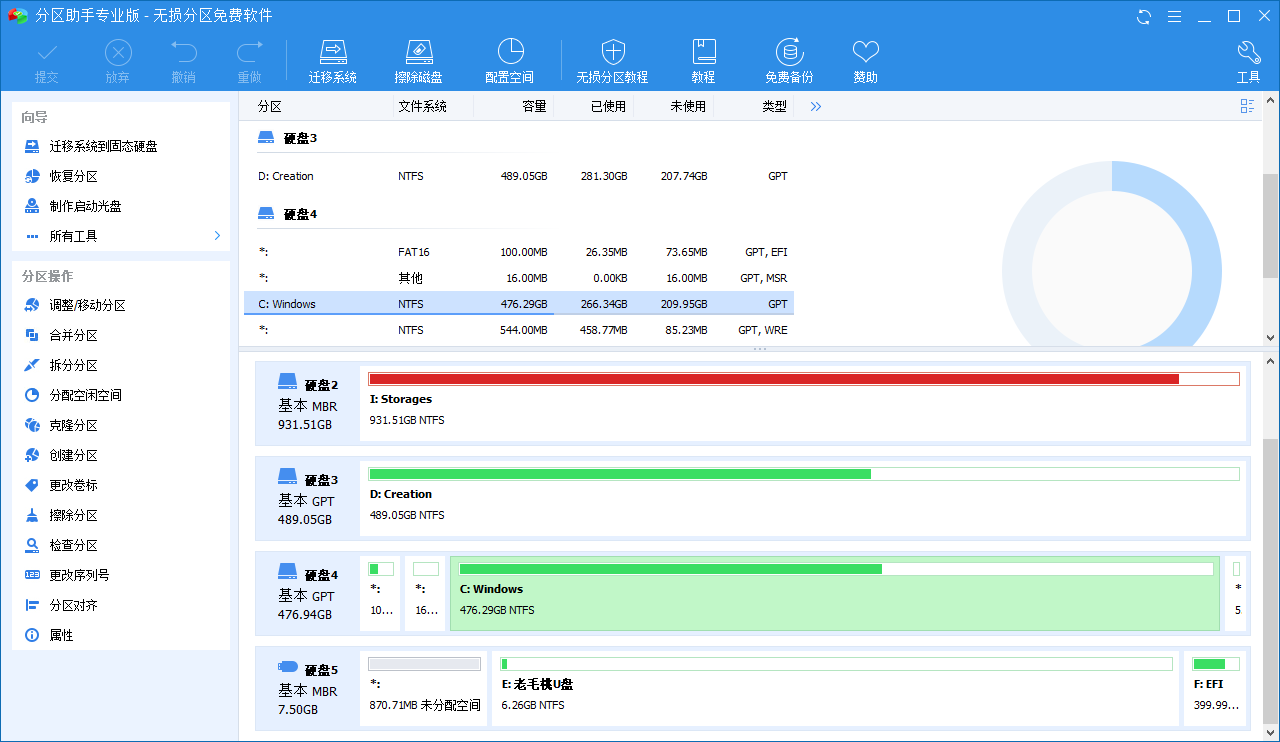 分区助手专业版 - 无损分区免费软件
提交 放弃 撤销 重做 迁移系统 擦除磁盘 配置空间 无损分区教程 教程 免费备份 赞助 工具
向导
迁移系统到固态硬盘
恢复分区
制作启动光盘
所有工具
分区操作
调整/移动分区
合并分区
拆分分区
分配空闲空间
克隆分区
创建分区
更改卷标
擦除分区
检查分区
更改序列号
分区对齐
属性
分区 文件系统 容量 已使用 未使用 类型
硬盘3
D: Creation NTFS 489.05GB 281.30GB 207.74GB GPT
硬盘4
*: FAT16 100.00MB 26.35MB 73.65MB GPT, EFI
*: 其他 16.00MB 0.00KB 16.00MB GPT, MSR
C: Windows NTFS 476.29GB 266.34GB 209.95GB GPT
*: NTFS 544.00MB 458.77MB 85.23MB GPT, WRE
硬盘2
基本 MBR
931.51GB
I: Storages
931.51GB NTFS
硬盘3
基本 GPT
489.05GB
D: Creation
489.05GB NTFS
硬盘4
基本 GPT
476.94GB
*: *: C: Windows *
10... 16... 476.29GB NTFS 5
硬盘5
基本 MBR
7.50GB
*: E: 老毛桃U盘 F: EFI
870.71MB 未分配空间 6.26GB NTFS 399.99...